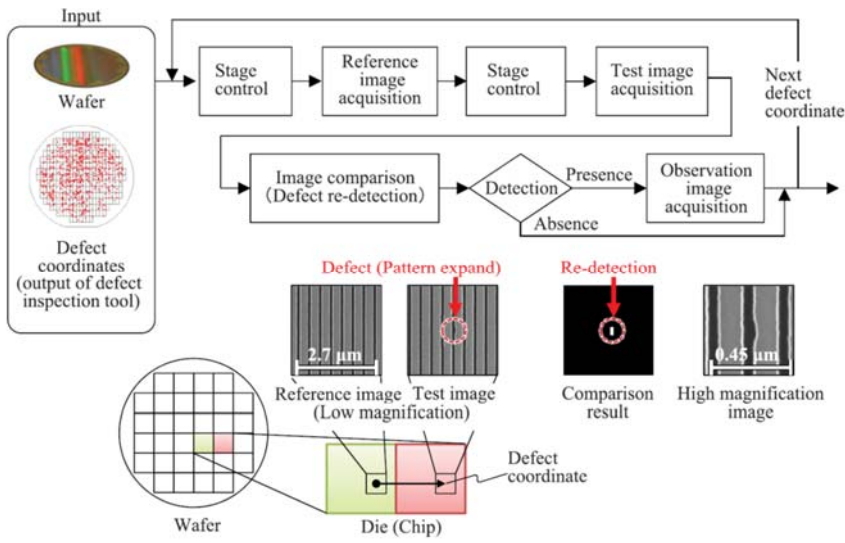 Input
Wafer
Defect
coordinates
(output of defect
inspection tool)
Stage
control
Reference
image
acquisition
Stage
control
Test image
acquisition
Next
defect
coordinate
Image comparison
(Defect re-detection)
Detection
Presence
Absence
Observation
image
acquisition
Defect (Pattern expand)
Re-detection
2.7 μm
0.45 μm
Reference image
Test image
(Low magnification)
Comparison
result
High magnification
image
Wafer
Defect
coordinate
Die (Chip)